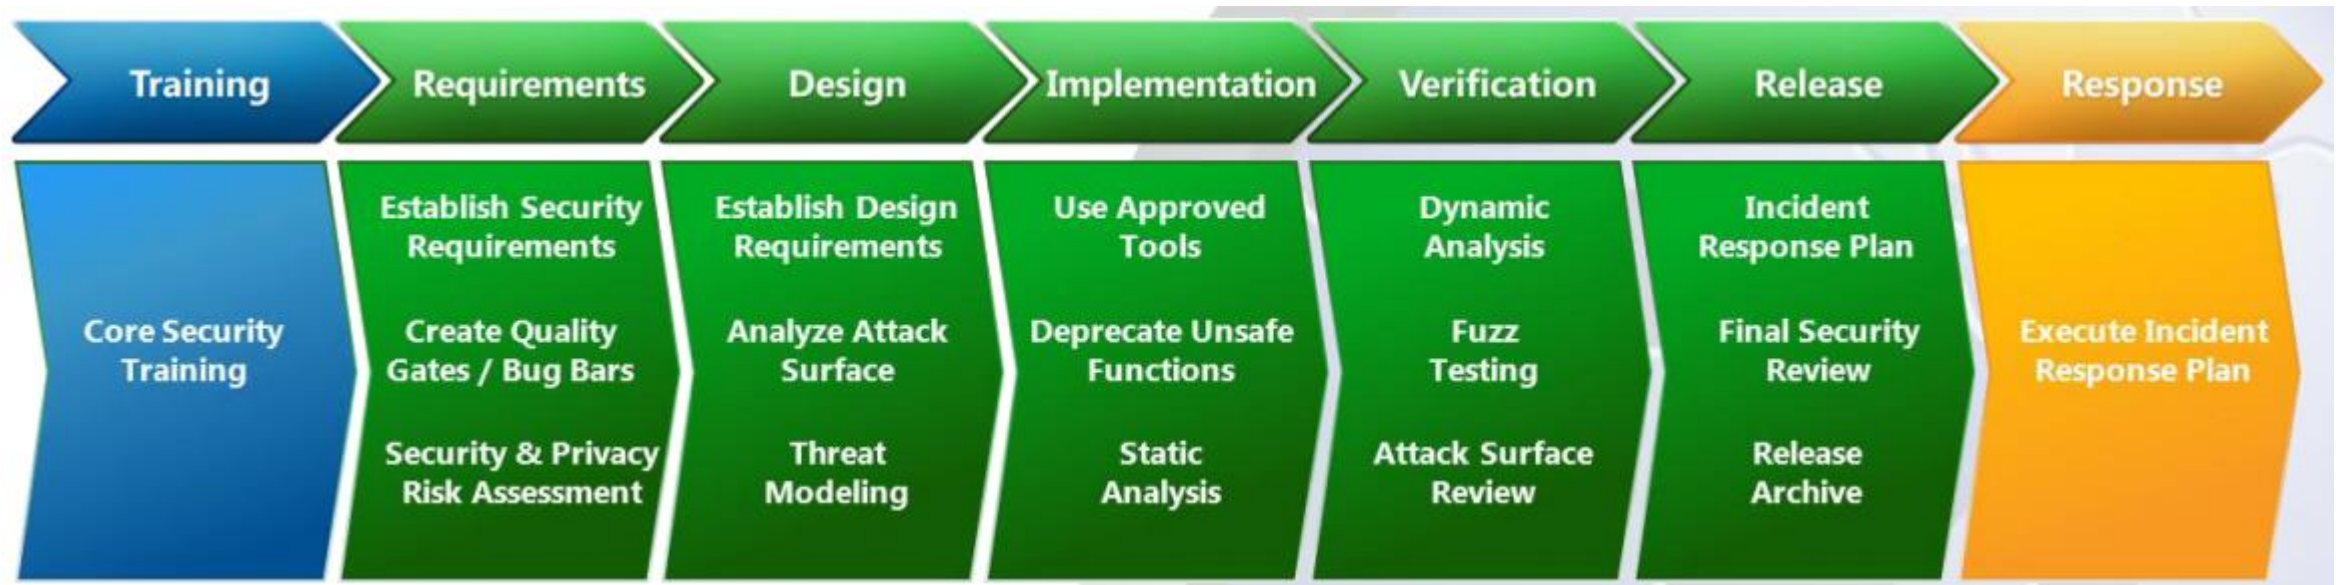 Training
Requirements
Design
Implementation
Verification
Release
Response
Core Security
Training
Establish Security
Requirements
Create Quality
Gates / Bug Bars
Security & Privacy
Risk Assessment
Establish Design
Requirements
Analyze Attack
Surface
Threat
Modeling
Use Approved
Tools
Deprecate Unsafe
Functions
Static
Analysis
Dynamic
Analysis
Fuzz
Testing
Attack Surface
Review
Incident
Response Plan
Final Security
Review
Release
Archive
Execute Incident
Response Plan